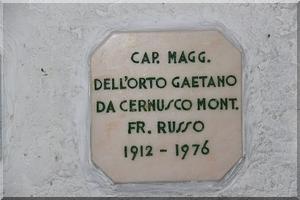 CAP. MAGG.
DELL'ORTO GAETANO
DA CERNUSCO MONT.
FR. RUSSO
1912 - 1976